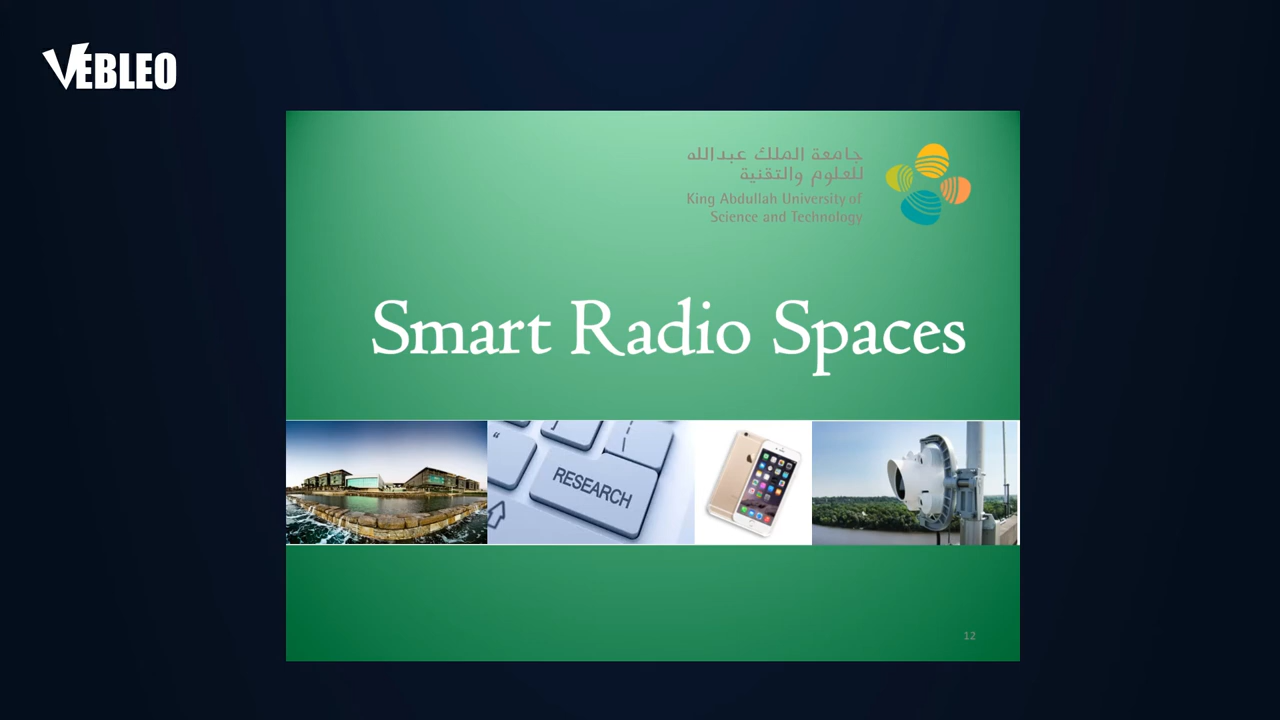 VEBLEO
جامعة الملك عبدالله
للعلوم والتقنية
King Abdullah University of
Science and Technology
Smart Radio Spaces
“
RESEARCH
12